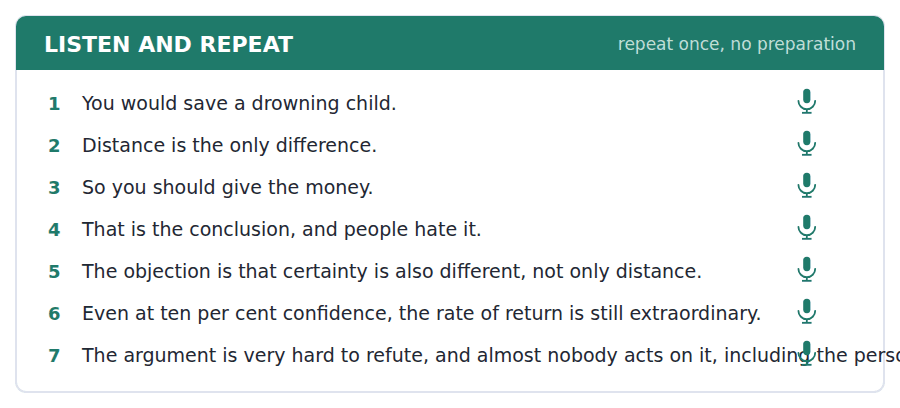 LISTEN AND REPEAT
repeat once, no preparation
1 You would save a drowning child.
2 Distance is the only difference.
3 So you should give the money.
4 That is the conclusion, and people hate it.
5 The objection is that certainty is also different, not only distance.
6 Even at ten per cent confidence, the rate of return is still extraordinary.
7 The argument is very hard to refute, and almost nobody acts on it, including the